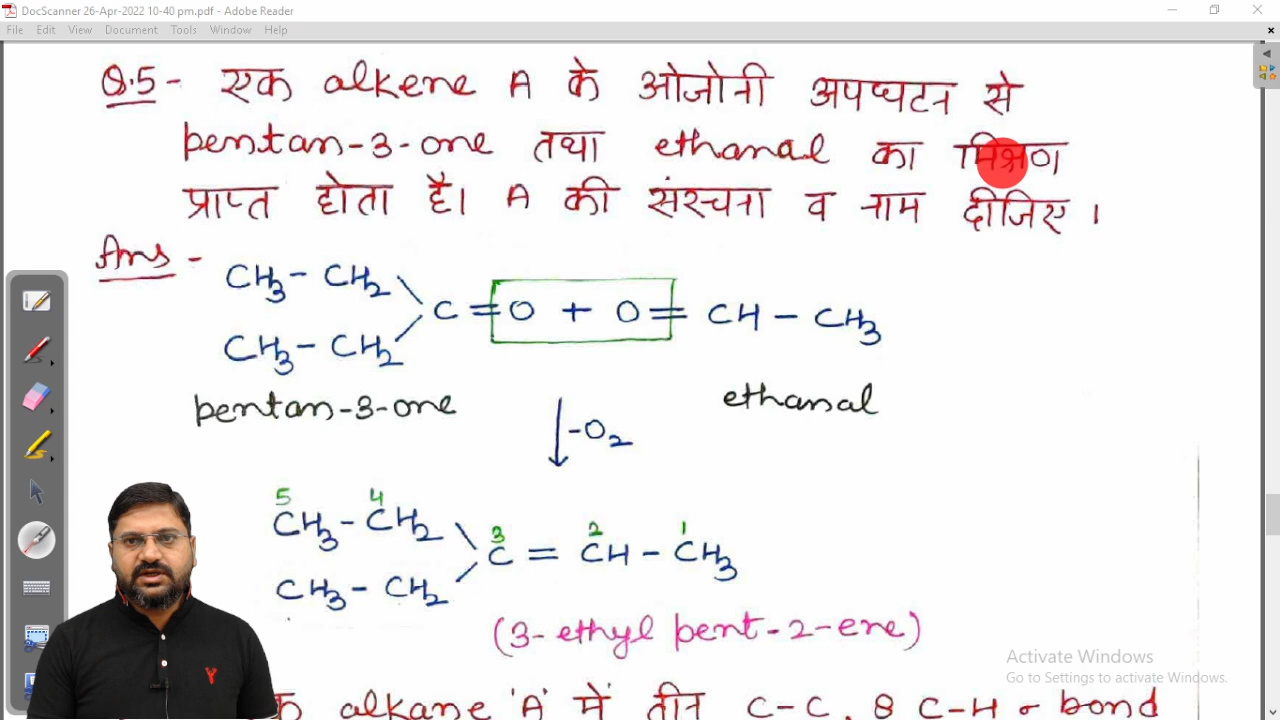 DocScanner 26-Apr-2022 10-40 pm.pdf - Adobe Reader
File Edit View Document Tools Window Help
Q.5- एक alkene A के ओजोनी अपघटन से
pentan-3-one तथा ethanal का मिश्रण
प्राप्त होता है। A की संरचना व नाम दीजिए ।
Ans -
CH3- CH2
C=O + O=CH-CH3
CH3- CH2
pentan-3-one ethanal
-O2
5 4
CH3-CH2
3 2 1
C=CH-CH3
CH3-CH2
(3-ethyl pent-2-ene)
Activate Windows
Go to Settings to activate Windows.
क alkane 'A' में तीन C-C, 8 C-H σ bond